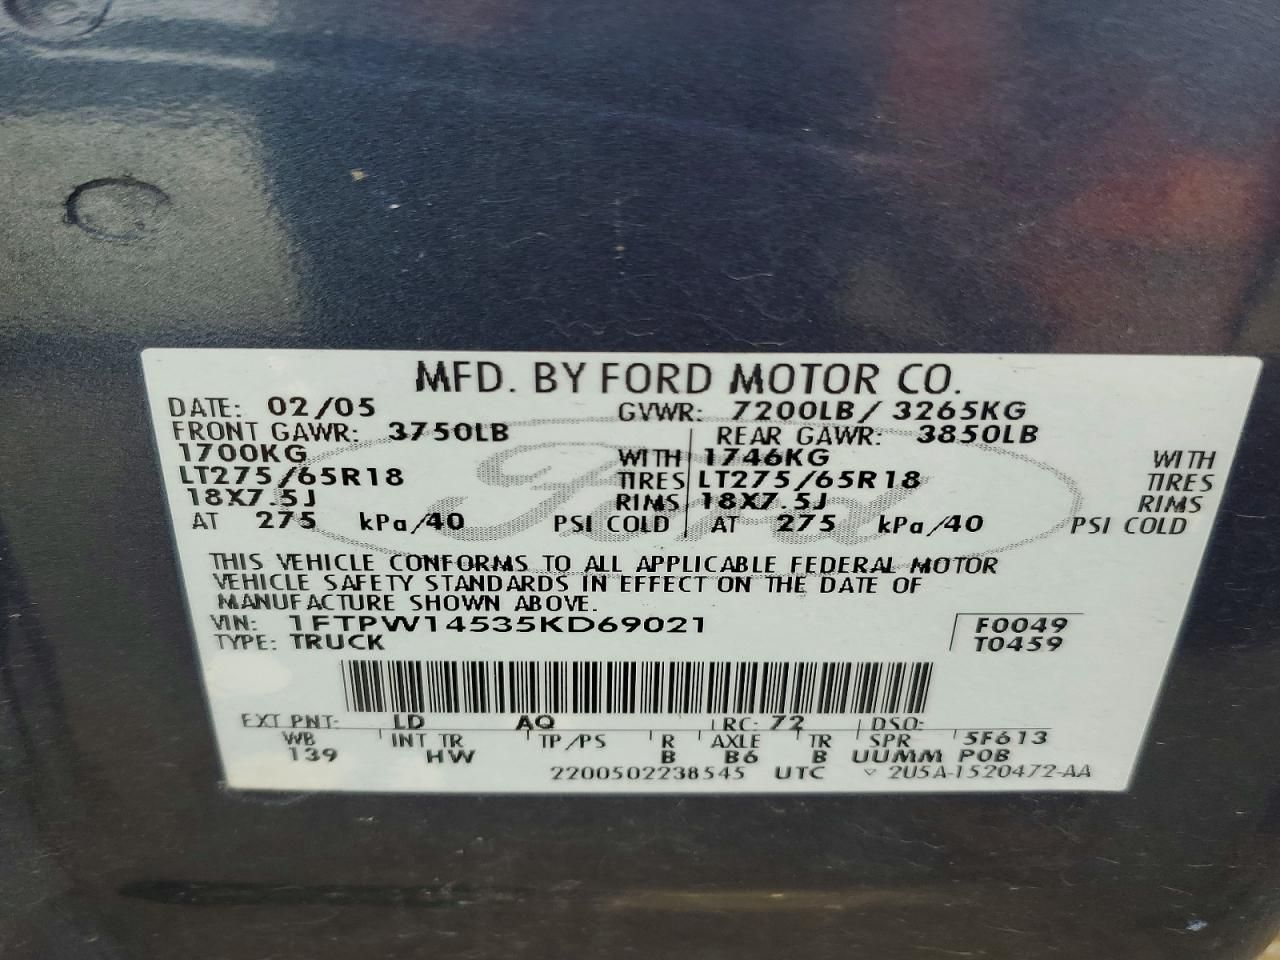 MFD. BY FORD MOTOR CO.
DATE: 02/05 GVWR: 7200LB/ 3265KG
FRONT GAWR: 3750LB REAR GAWR: 3850LB
1700KG WITH 1746KG WITH
LT275/65R18 TIRES LT275/65R18 TIRES
18X7.5J RIMS 18X7.5J RIMS
AT 275 kPa/40 PSI COLD AT 275 kPa/40 PSI COLD
Ford
THIS VEHICLE CONFORMS TO ALL APPLICABLE FEDERAL MOTOR
VEHICLE SAFETY STANDARDS IN EFFECT ON THE DATE OF
MANUFACTURE SHOWN ABOVE.
VIN: 1FTPW14535KD69021 F0049
TYPE: TRUCK T0459
EXT PNT: LD AQ RC: 72 DSO:
WB INT TR TP/PS R AXLE TR SPR 5F613
139 HW B B6 B UUMM POB
2200502238545 UTC ▽ 2U5A-1520472-AA